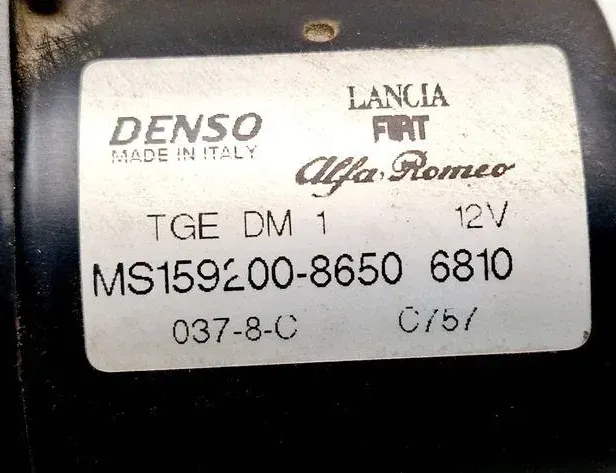 DENSO
MADE IN ITALY
LANCIA
FIAT
Alfa Romeo
TGE DM 1 12V
MS159200-8650 6810
037-8-C C757